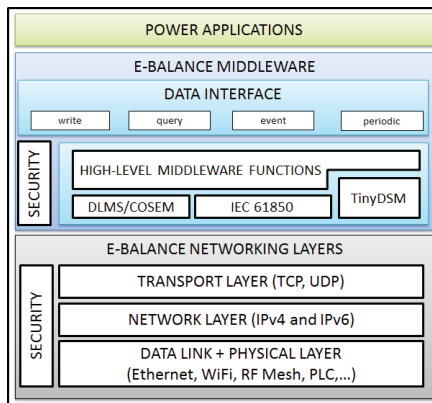 POWER APPLICATIONS
E-BALANCE MIDDLEWARE
DATA INTERFACE
write query event periodic
SECURITY
HIGH-LEVEL MIDDLEWARE FUNCTIONS
DLMS/COSEM IEC 61850 TinyDSM
E-BALANCE NETWORKING LAYERS
SECURITY
TRANSPORT LAYER (TCP, UDP)
NETWORK LAYER (IPv4 and IPv6)
DATA LINK + PHYSICAL LAYER
(Ethernet, WiFi, RF Mesh, PLC,...)